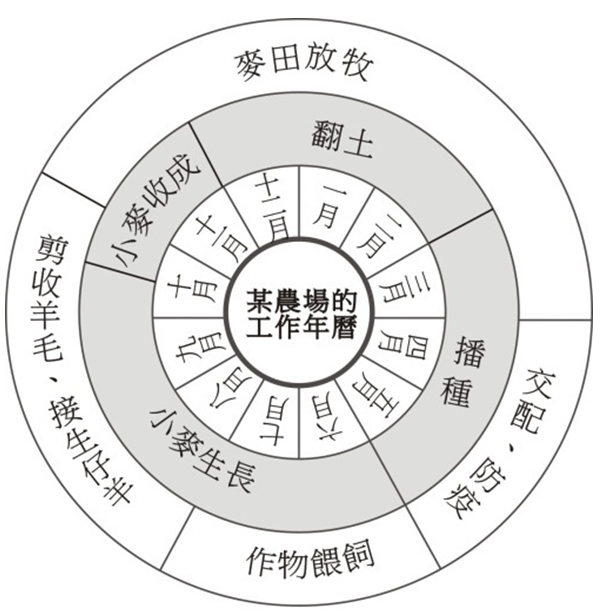 某農場的
工作年曆
一月
二月
三月
四月
五月
六月
七月
八月
九月
十月
十一月
十二月
翻土
播種
小麥生長
小麥收成
麥田放牧
交配、防疫
作物餵飼
剪收羊毛、接生仔羊